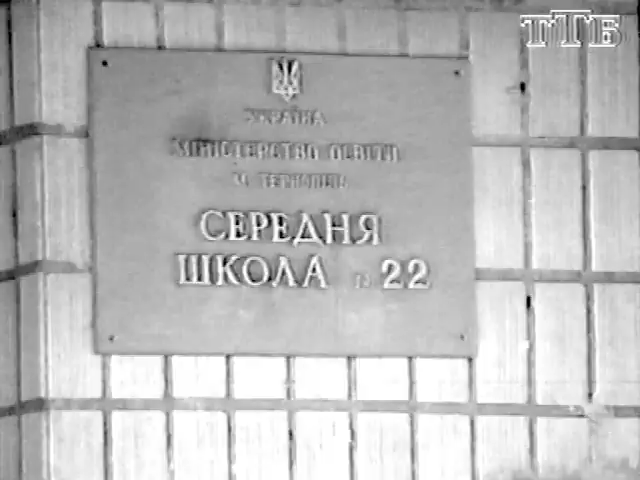 ТТБ
УКРАЇНА
МІНІСТЕРСТВО ОСВІТИ
М. ТЕРНОПІЛЬ
СЕРЕДНЯ
ШКОЛА № 22